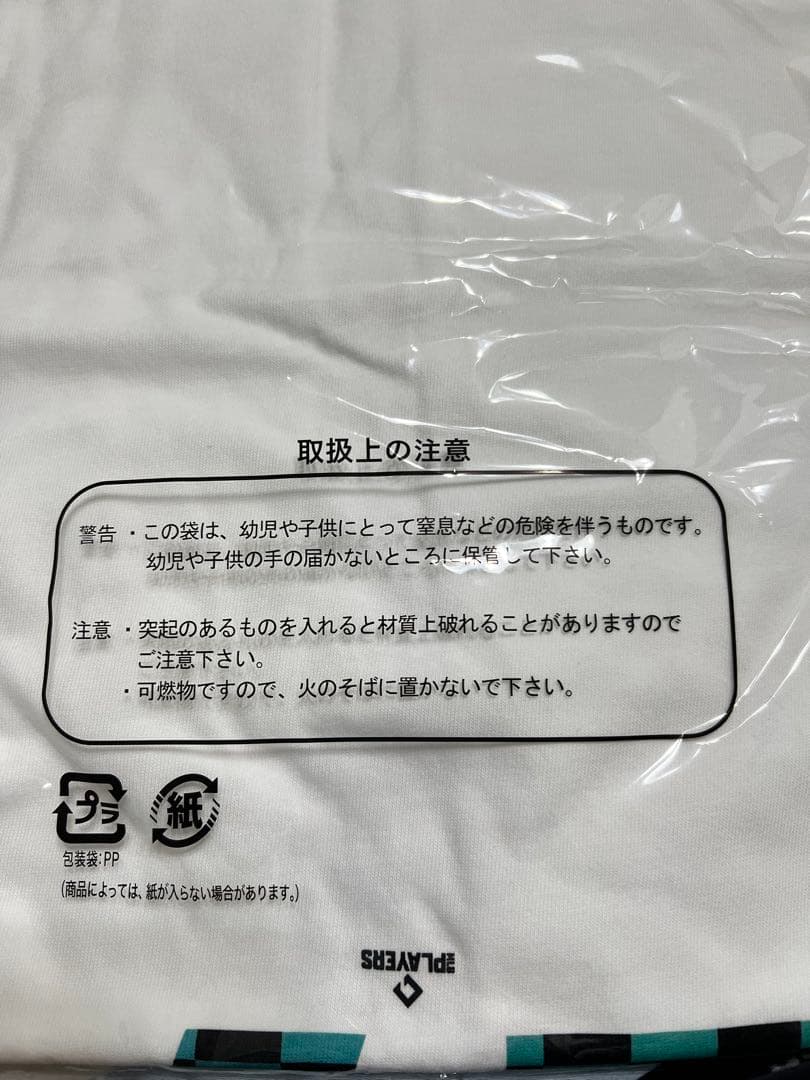 取扱上の注意
警告 ・この袋は、幼児や子供にとって窒息などの危険を伴うものです。
幼児や子供の手の届かないところに保管して下さい。
注意 ・突起のあるものを入れると材質上破れることがありますので
ご注意下さい。
・可燃物ですので、火のそばに置かないで下さい。
プラ 紙
包装袋:PP
(商品によっては、紙が入らない場合があります。)
PLAYERS